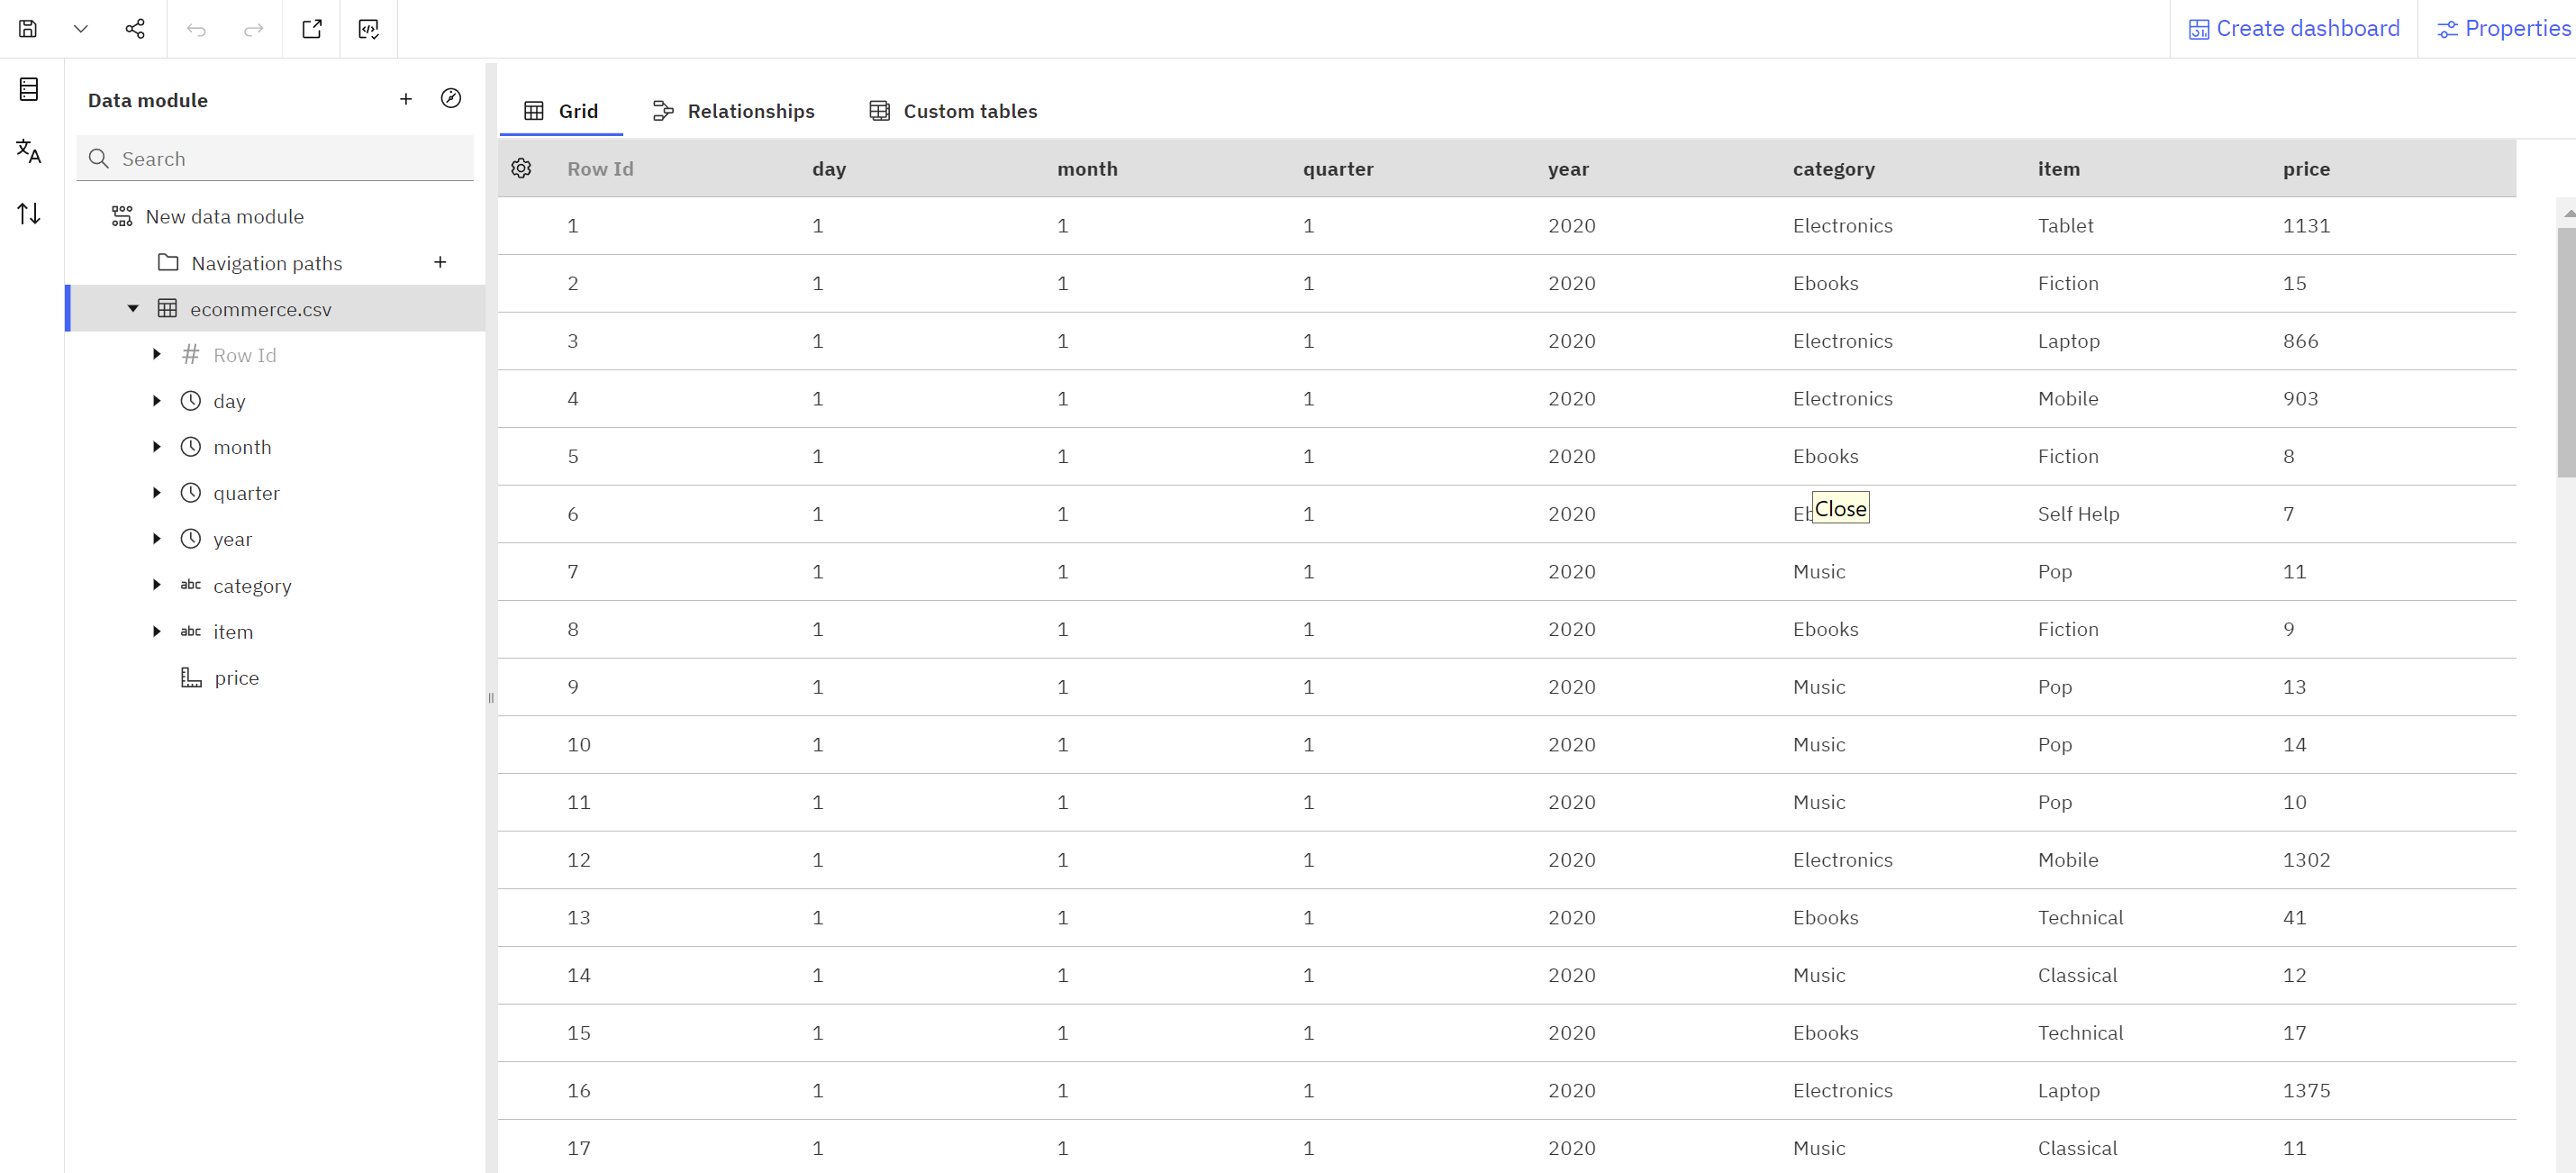 Create dashboard Properties
Data module
Search
New data module
Navigation paths
ecommerce.csv
# Row Id
day
month
quarter
year
abc category
abc item
price
Grid Relationships Custom tables
Row Id day month quarter year category item price
1 1 1 1 2020 Electronics Tablet 1131
2 1 1 1 2020 Ebooks Fiction 15
3 1 1 1 2020 Electronics Laptop 866
4 1 1 1 2020 Electronics Mobile 903
5 1 1 1 2020 Ebooks Fiction 8
6 1 1 1 2020 Close Self Help 7
7 1 1 1 2020 Music Pop 11
8 1 1 1 2020 Ebooks Fiction 9
9 1 1 1 2020 Music Pop 13
10 1 1 1 2020 Music Pop 14
11 1 1 1 2020 Music Pop 10
12 1 1 1 2020 Electronics Mobile 1302
13 1 1 1 2020 Ebooks Technical 41
14 1 1 1 2020 Music Classical 12
15 1 1 1 2020 Ebooks Technical 17
16 1 1 1 2020 Electronics Laptop 1375
17 1 1 1 2020 Music Classical 11